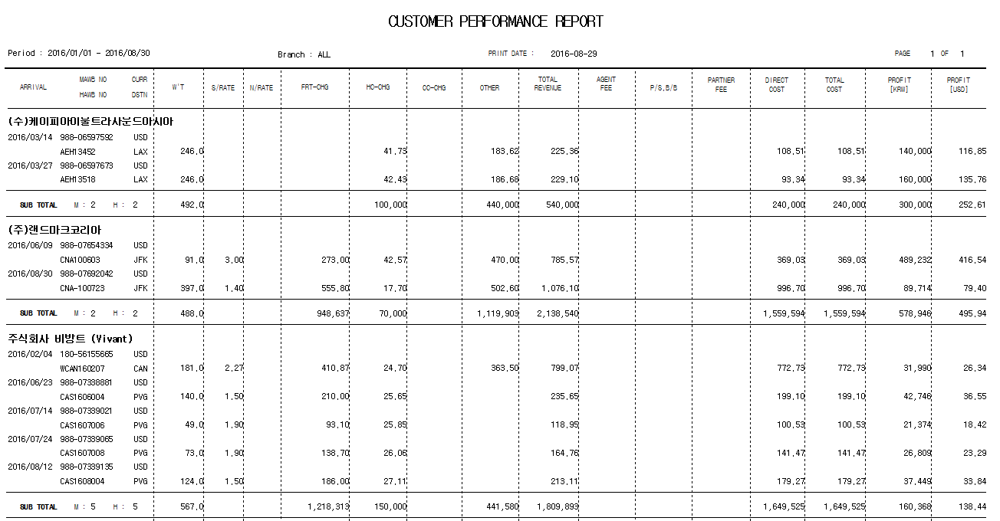 CUSTOMER PERFORMANCE REPORT
Period : 2016/01/01 - 2016/08/30 Branch : ALL PRINT DATE : 2016-08-29 PAGE 1 OF 1
ARRIVAL MAWB NO CURR W'T S/RATE N/RATE FRT-CHG HC-CHG CC-CHG OTHER TOTAL REVENUE AGENT FEE P/S,B/B PARTNER FEE DIRECT COST TOTAL COST PROFIT [KRW] PROFIT [USD]
HAWB NO DSTN
(수)케이피아이울트라사운드아시아
2016/03/14 988-06597592 USD
AEH13452 LAX 246.0 41.73 183.62 225.36 108.51 108.51 140,000 116.85
2016/03/27 988-06597673 USD
AEH13518 LAX 246.0 42.43 186.68 229.10 93.34 93.34 160,000 135.76
SUB TOTAL M : 2 H : 2 492.0 100,000 440,000 540,000 240,000 240,000 300,000 252.61
(주)랜드마크코리아
2016/06/09 988-07654334 USD
CNA100603 JFK 91.0 3.00 273.00 42.57 470.00 785.57 369.03 369.03 489,232 416.54
2016/08/30 988-07692042 USD
CNA-100723 JFK 397.0 1.40 555.80 17.70 502.60 1,076.10 996.70 996.70 89,714 79.40
SUB TOTAL M : 2 H : 2 488.0 948,637 70,000 1,119,903 2,138,540 1,559,594 1,559,594 578,946 495.94
주식회사 비방트 (Vivant)
2016/02/04 180-56155665 USD
WCAN160207 CAN 181.0 2.27 410.87 24.70 363.50 799.07 772.73 772.73 31,990 26.34
2016/06/23 988-07338881 USD
CAS1606004 PVG 140.0 1.50 210.00 25.65 235.65 199.10 199.10 42,746 36.55
2016/07/14 988-07339021 USD
CAS1607006 PVG 49.0 1.90 93.10 25.85 118.95 100.53 100.53 21,374 18.42
2016/07/24 988-07339065 USD
CAS1607008 PVG 73.0 1.90 138.70 26.06 164.76 141.47 141.47 26,809 23.29
2016/08/12 988-07339135 USD
CAS1608004 PVG 124.0 1.50 186.00 27.11 213.11 179.27 179.27 37,449 33.84
SUB TOTAL M : 5 H : 5 567.0 1,218,313 150,000 441,580 1,809,893 1,649,525 1,649,525 160,368 138.44